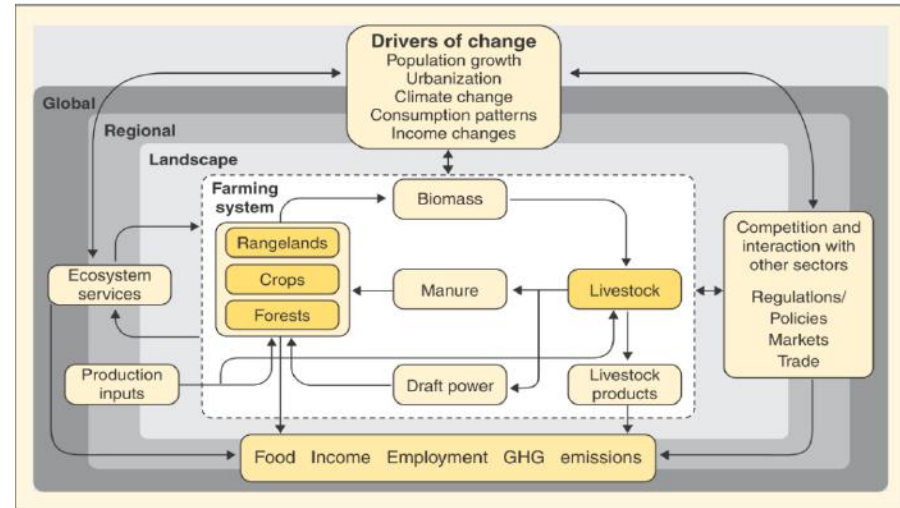 Drivers of change
Population growth
Urbanization
Climate change
Consumption patterns
Income changes
Global
Regional
Landscape
Farming
system
Biomass
Rangelands
Crops
Forests
Manure
Livestock
Draft power
Livestock
products
Ecosystem
services
Production
inputs
Competition and
interaction with
other sectors
Regulations/
Policies
Markets
Trade
Food Income Employment GHG emissions